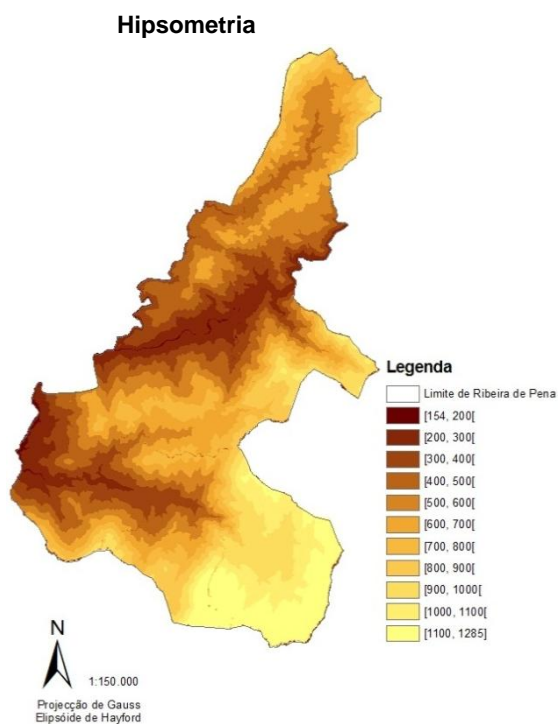 Hipsometria
Legenda
Limite de Ribeira de Pena
[154, 200[
[200, 300[
[300, 400[
[400, 500[
[500, 600[
[600, 700[
[700, 800[
[800, 900[
[900, 1000[
[1000, 1100[
[1100, 1285]
N
1:150.000
Projecção de Gauss
Elipsóide de Hayford